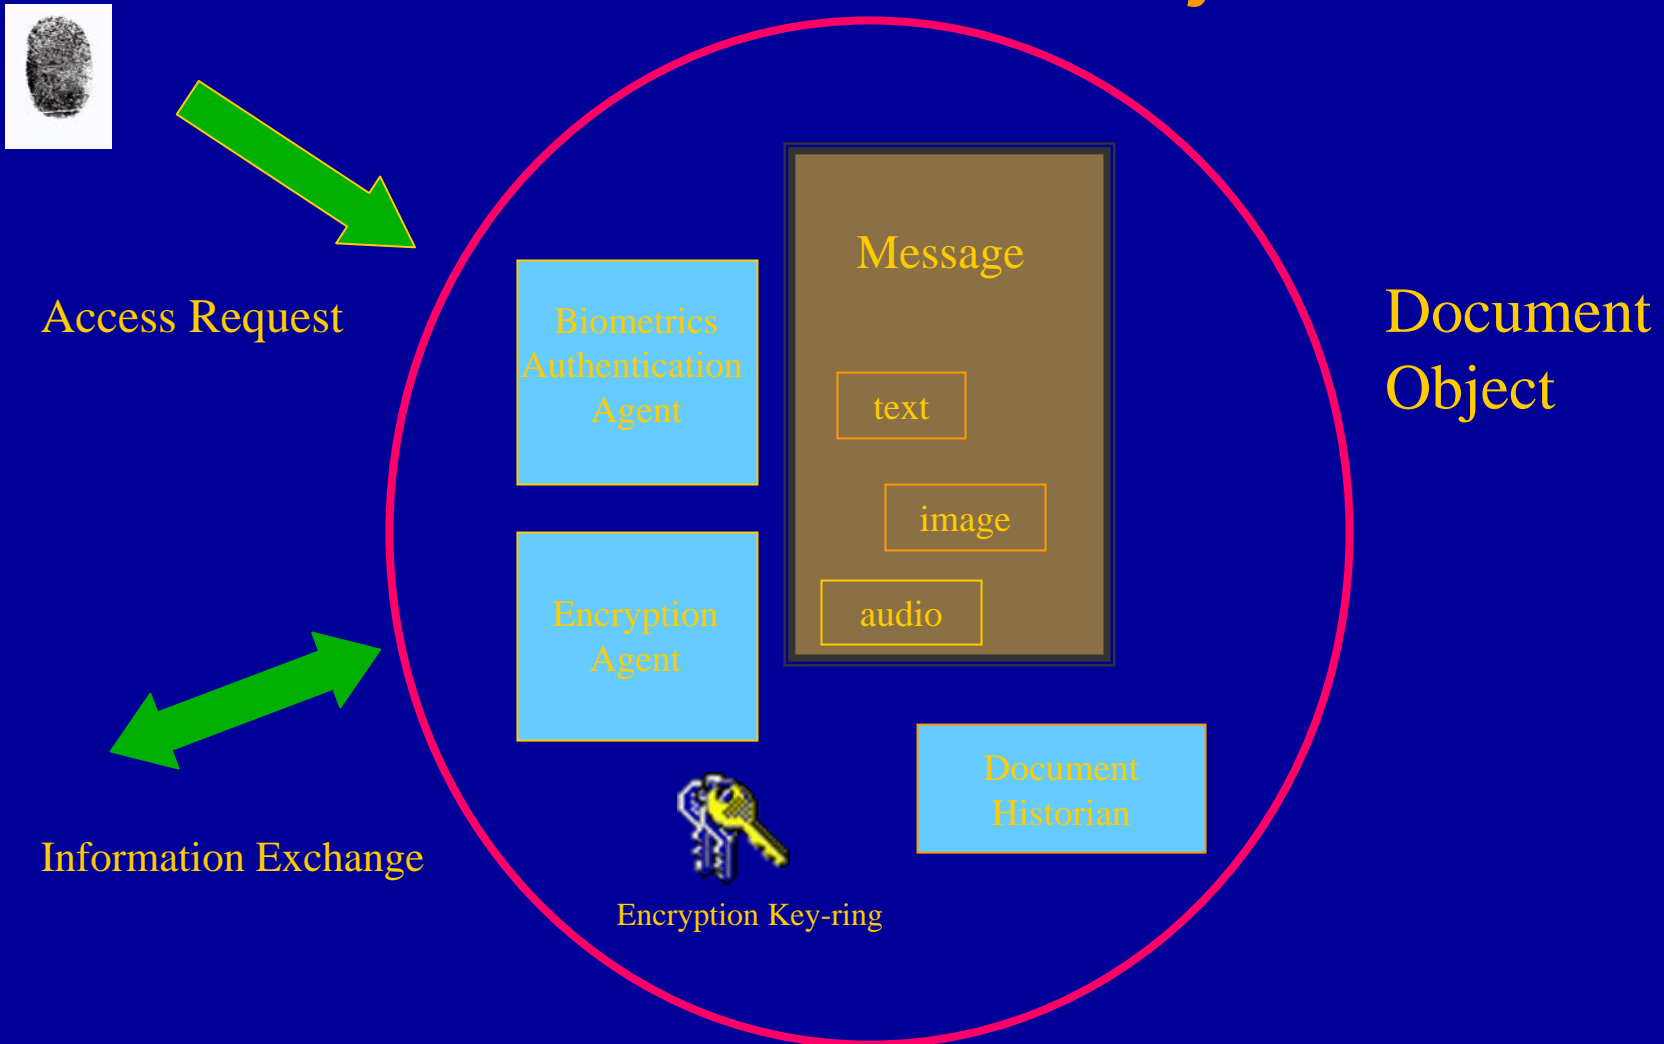 Access Request
Biometrics
Authentication
Agent
Message
text
image
audio
Document
Object
Encryption
Agent
Document
Historian
Information Exchange
Encryption Key-ring